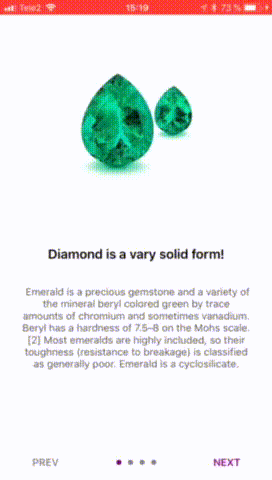 Tele2 15:19 73 %
Diamond is a vary solid form!
Emerald is a precious gemstone and a variety of
the mineral beryl colored green by trace
amounts of chromium and sometimes vanadium.
Beryl has a hardness of 7.5–8 on the Mohs scale.
[2] Most emeralds are highly included, so their
toughness (resistance to breakage) is classified
as generally poor. Emerald is a cyclosilicate.
PREV NEXT